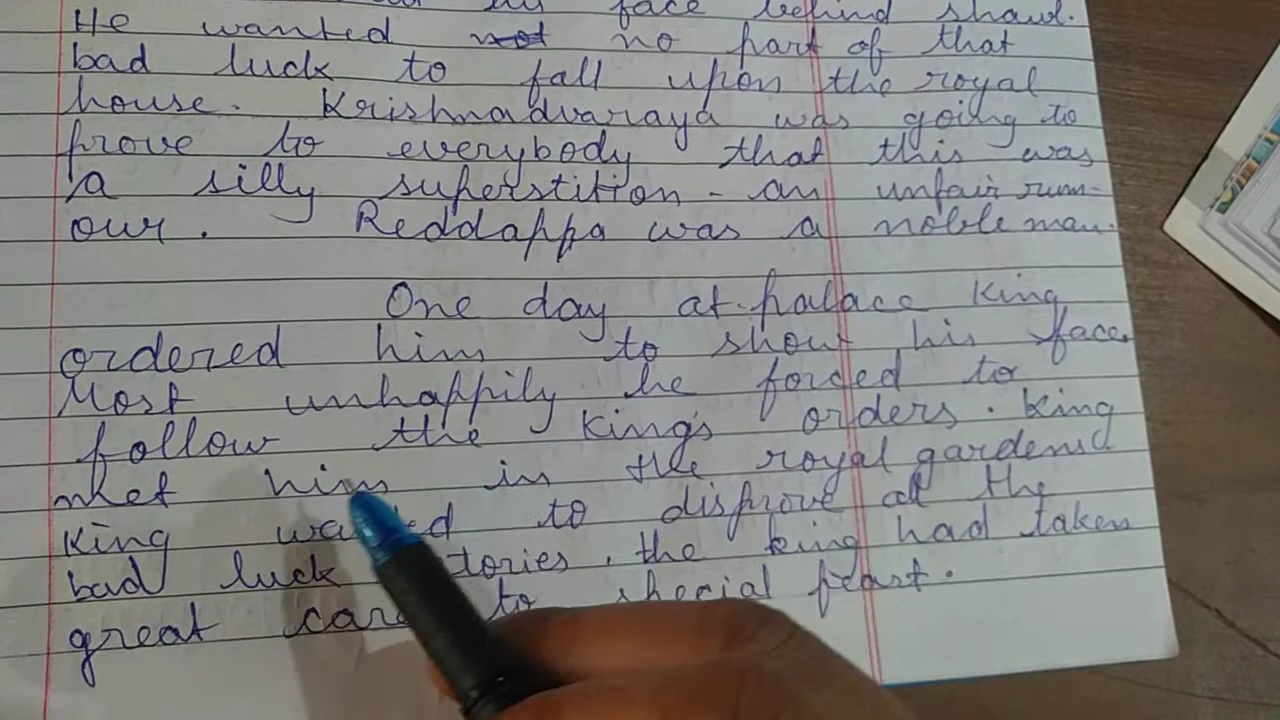 face behind shawl.
He wanted no part of that
bad luck to fall upon the royal
house. Krishnadvaraya was going to
prove to everybody that this was
a silly superstition - an unfair rum-
our. Reddappa was a noble man.
One day at palace King
ordered him to show his face.
Most unhappily he forced to
follow the King's orders. King
met him in the royal gardens.
King to disprove all the
bad luck the king had taken
great to special feast.